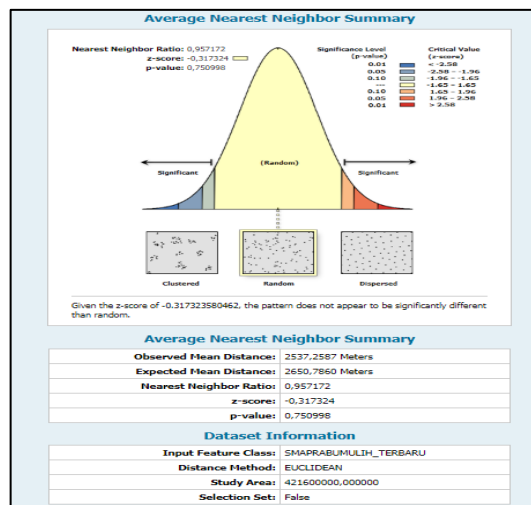 Average Nearest Neighbor Summary
Nearest Neighbor Ratio: 0,957172
z-score: -0,317324
p-value: 0,750998
Significance Level (p-value) Critical Value (z-score)
0.01 < -2.58
0.05 -2.58 - -1.96
0.10 -1.96 - -1.65
--- -1.65 - 1.65
0.10 1.65 - 1.96
0.05 1.96 - 2.58
0.01 > 2.58
Significant (Random) Significant
Clustered Random Dispersed
Given the z-score of -0.317323580462, the pattern does not appear to be significantly different
than random.
Average Nearest Neighbor Summary
Observed Mean Distance: 2537,2587 Meters
Expected Mean Distance: 2650,7860 Meters
Nearest Neighbor Ratio: 0,957172
z-score: -0,317324
p-value: 0,750998
Dataset Information
Input Feature Class: SMAPRABUMULIH_TERBARU
Distance Method: EUCLIDEAN
Study Area: 421600000,000000
Selection Set: False